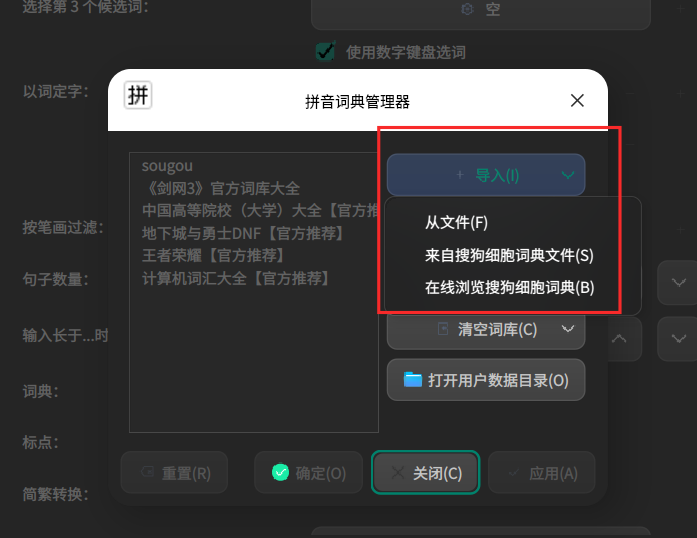 选择第 3 个候选词:
空
使用数字键盘选词
以词定字:
拼
拼音词典管理器
sougou
《剑网3》官方词库大全
中国高等院校（大学）大全【官方推
地下城与勇士DNF【官方推荐】
王者荣耀【官方推荐】
计算机词汇大全【官方推荐】
导入(I)
从文件(F)
来自搜狗细胞词典文件(S)
在线浏览搜狗细胞词典(B)
清空词库(C)
打开用户数据目录(O)
按笔画过滤:
句子数量:
输入长于...时
词典:
标点:
简繁转换:
重置(R)
确定(O)
关闭(C)
应用(A)